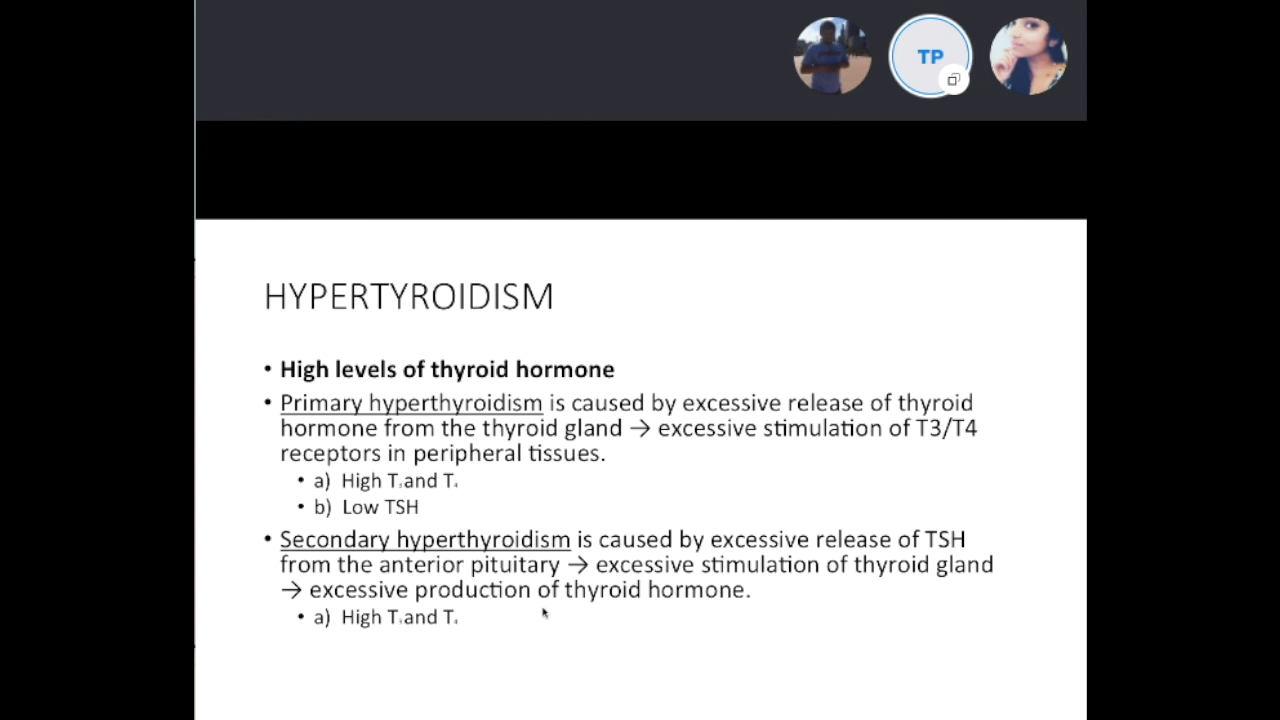 TP
HYPERTYROIDISM
• High levels of thyroid hormone
• Primary hyperthyroidism is caused by excessive release of thyroid
hormone from the thyroid gland → excessive stimulation of T3/T4
receptors in peripheral tissues.
• a) High T₃ and T₄
• b) Low TSH
• Secondary hyperthyroidism is caused by excessive release of TSH
from the anterior pituitary → excessive stimulation of thyroid gland
→ excessive production of thyroid hormone.
• a) High T₃ and T₄